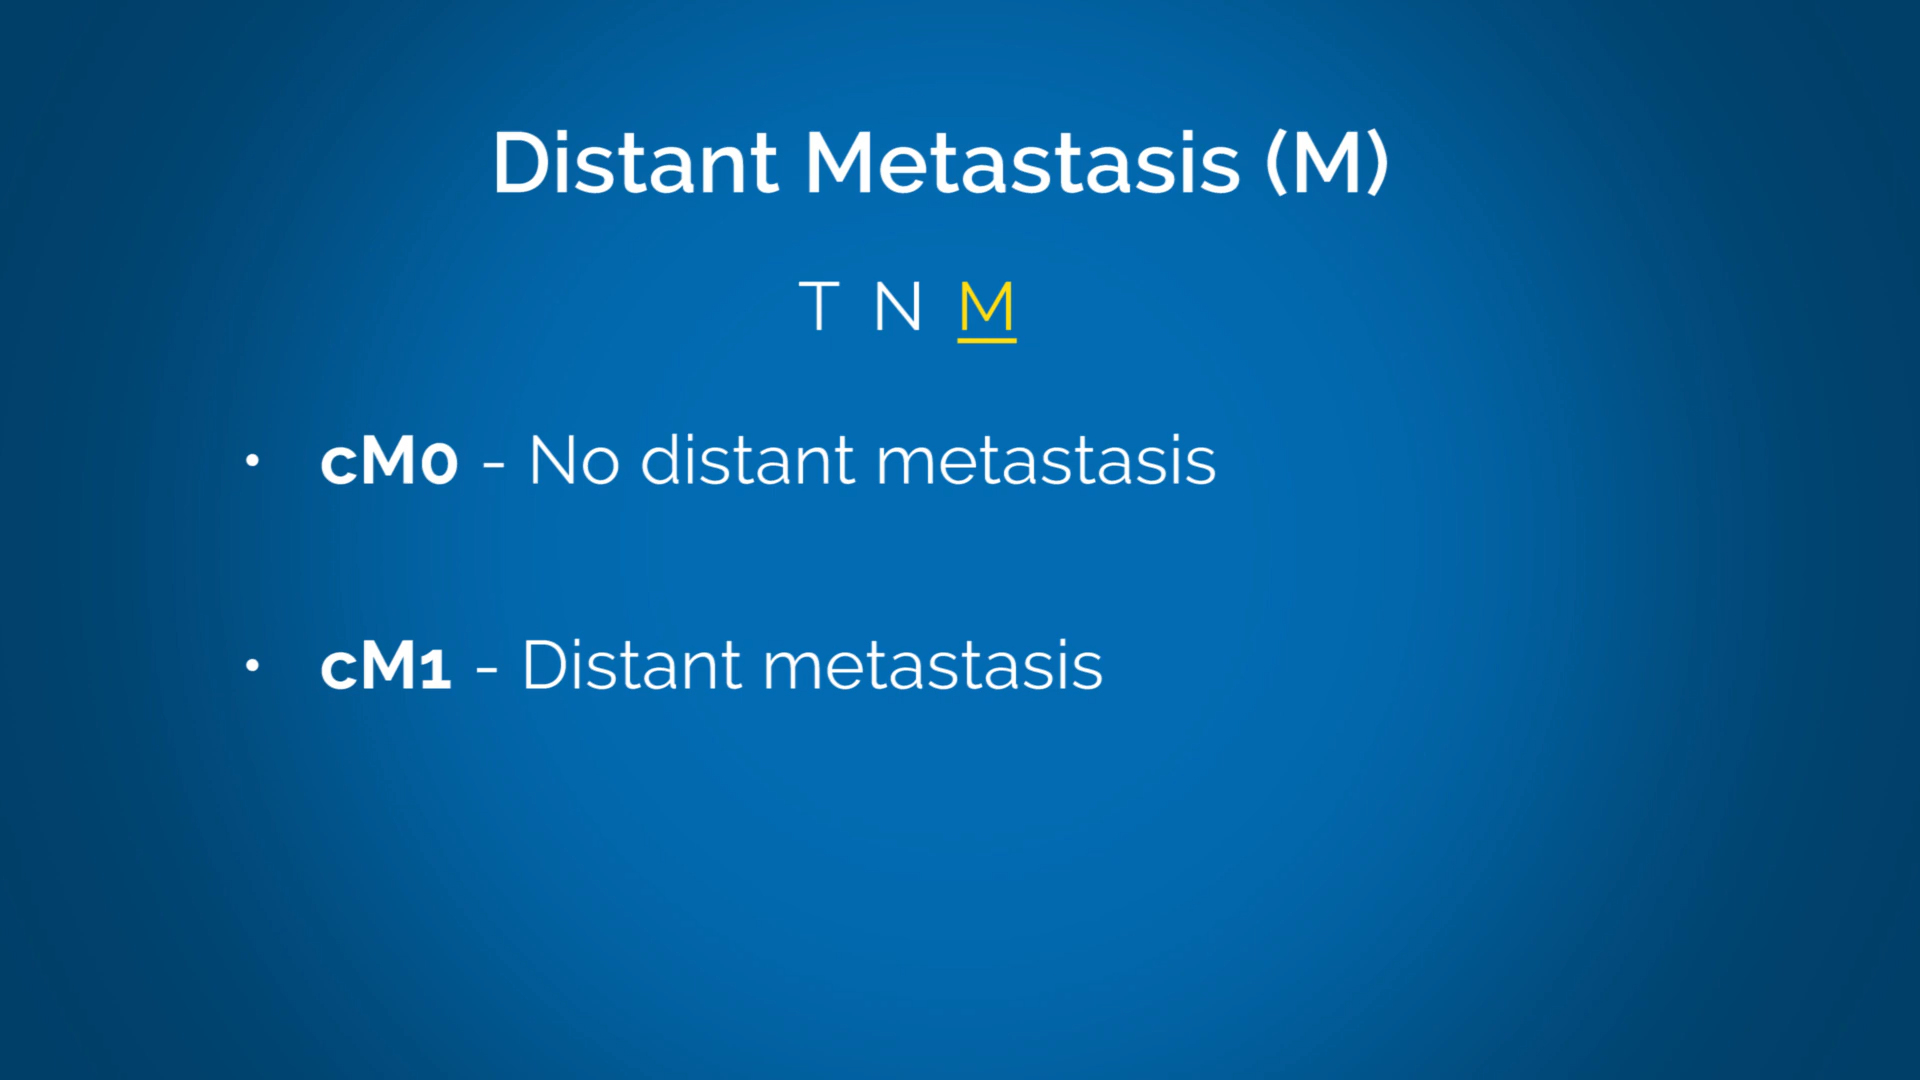 Distant Metastasis (M)
T N M
• cM0 - No distant metastasis
• cM1 - Distant metastasis